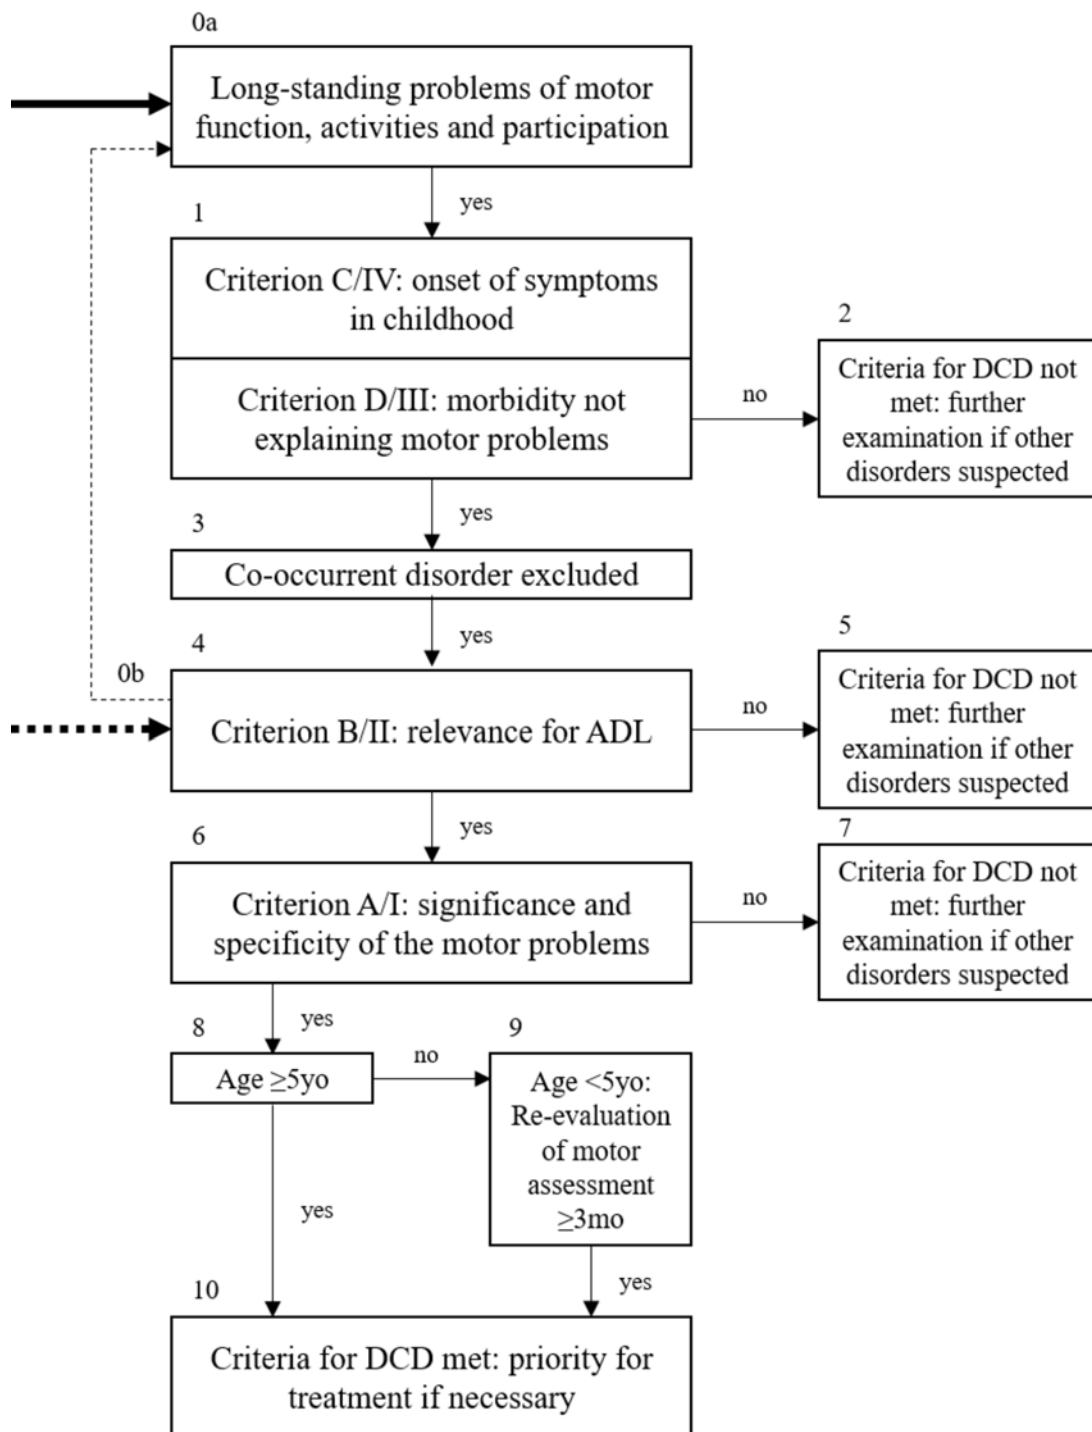 0a
Long-standing problems of motor
function, activities and participation
yes
1
Criterion C/IV: onset of symptoms
in childhood
2
Criterion D/III: morbidity not
explaining motor problems
no
Criteria for DCD not
met: further
examination if other
disorders suspected
yes
3
Co-occurrent disorder excluded
yes
4
0b
Criterion B/II: relevance for ADL
no
5
Criteria for DCD not
met: further
examination if other
disorders suspected
yes
6
Criterion A/I: significance and
specificity of the motor problems
no
7
Criteria for DCD not
met: further
examination if other
disorders suspected
yes
8
Age ≥5yo
no
9
Age <5yo:
Re-evaluation
of motor
assessment
≥3mo
yes
yes
10
Criteria for DCD met: priority for
treatment if necessary